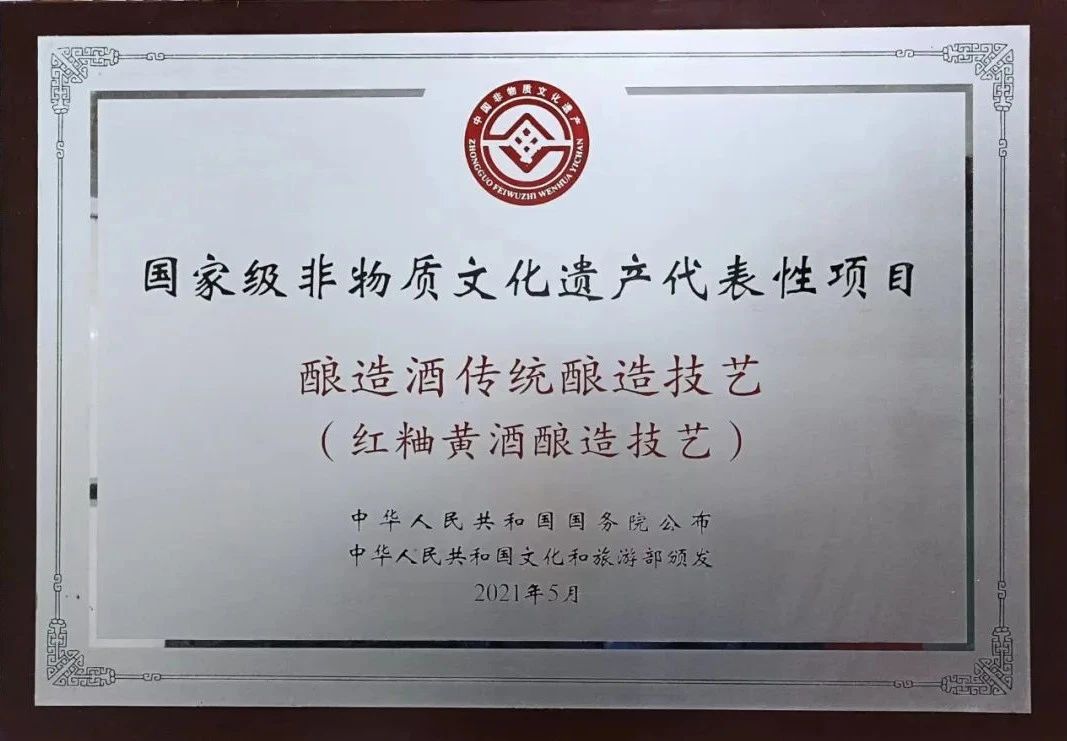 中国非物质文化遗产
ZHONGGUO FEIWUZHI WENHUA YICHAN
国家级非物质文化遗产代表性项目
酿造酒传统酿造技艺
（红粬黄酒酿造技艺）
中华人民共和国国务院公布
中华人民共和国文化和旅游部颁发
2021年5月